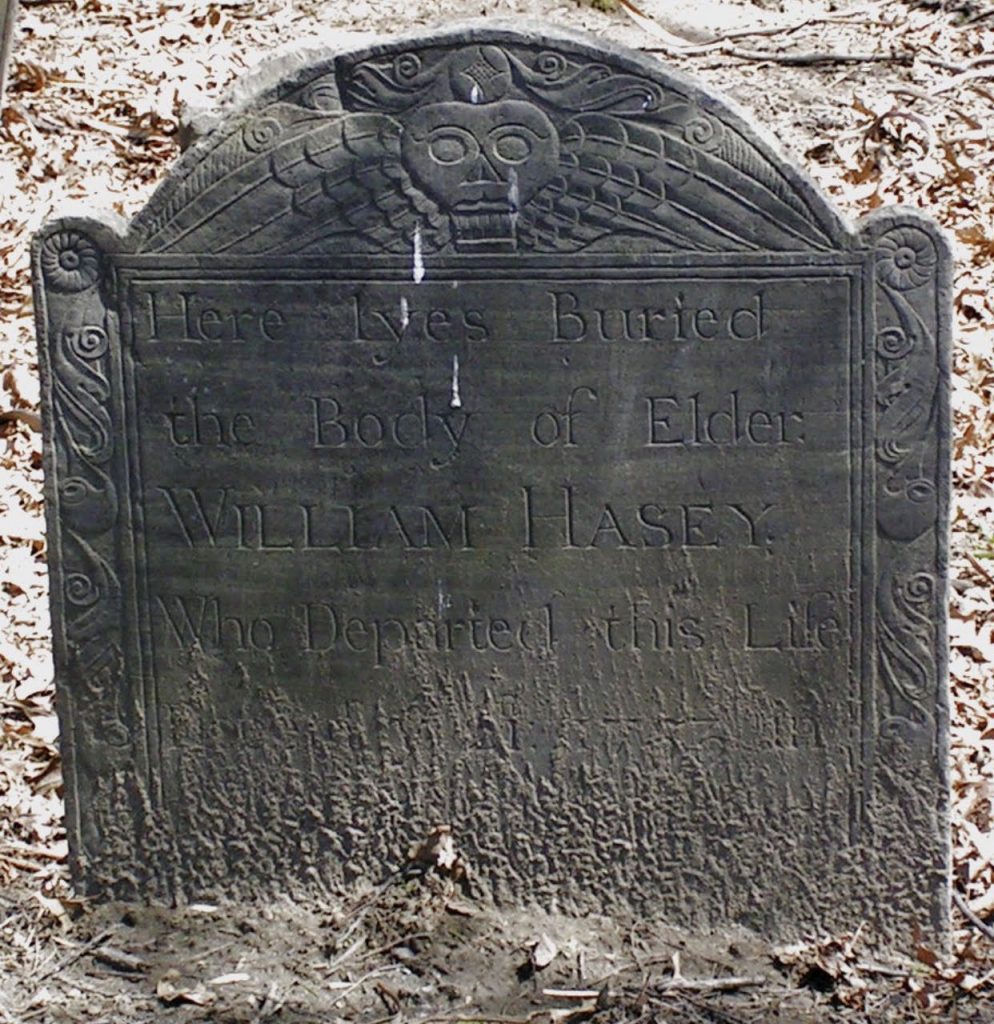 Here lyes Buried
the Body of Elder.
WILLIAM HASEY.
Who Departed this Life